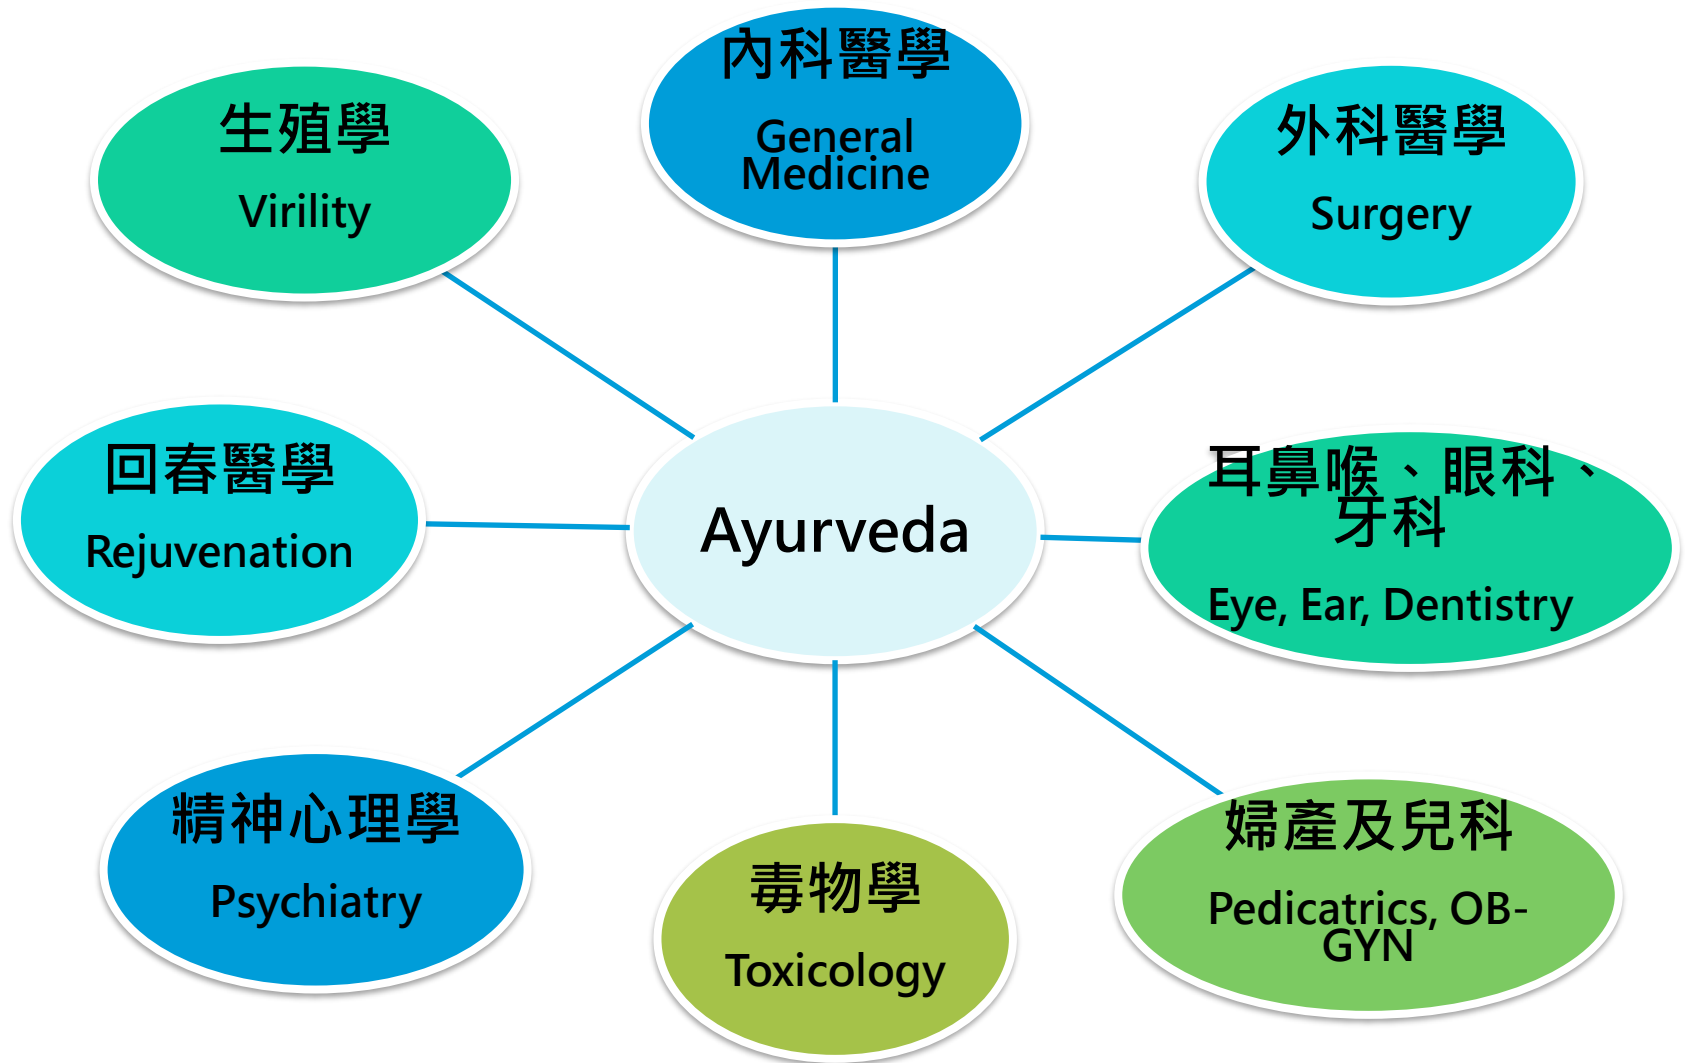 內科醫學
General
Medicine
外科醫學
Surgery
耳鼻喉、眼科、
牙科
Eye, Ear, Dentistry
婦產及兒科
Pedicatrics, OB-
GYN
毒物學
Toxicology
精神心理學
Psychiatry
回春醫學
Rejuvenation
生殖學
Virility
Ayurveda